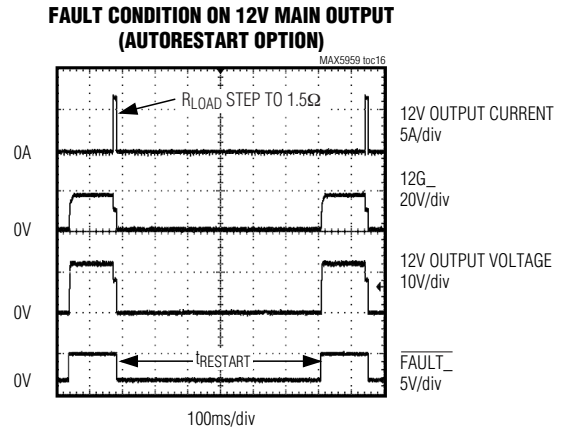 FAULT CONDITION ON 12V MAIN OUTPUT
(AUTORESTART OPTION)
MAX5959 toc16
RLOAD STEP TO 1.5Ω
12V OUTPUT CURRENT
5A/div
0A
12G_
20V/div
0V
12V OUTPUT VOLTAGE
10V/div
0V
tRESTART
FAULT_
5V/div
0V
100ms/div